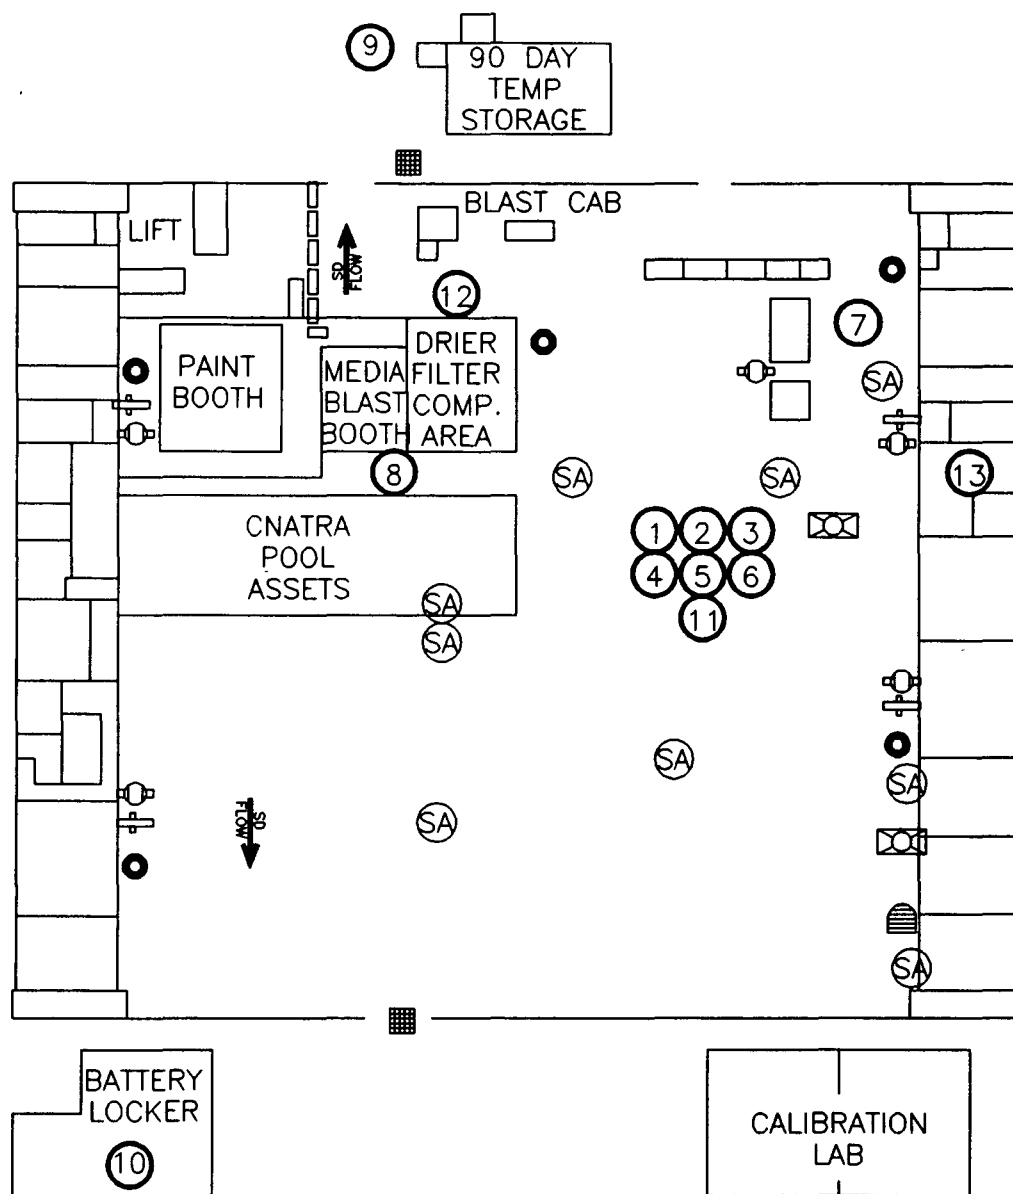 9
90 DAY
TEMP
STORAGE
BLAST CAB
LIFT
SD
FLOW
12
7
PAINT
BOOTH
MEDIA
BLAST
BOOTH
DRIER
FILTER
COMP.
AREA
SA
8
SA
SA
13
CNATRA
POOL
ASSETS
1 2 3
4 5 6
11
SA
SA
SA
SA
SA
SD
FLOW
SA
BATTERY
LOCKER
10
CALIBRATION
LAB